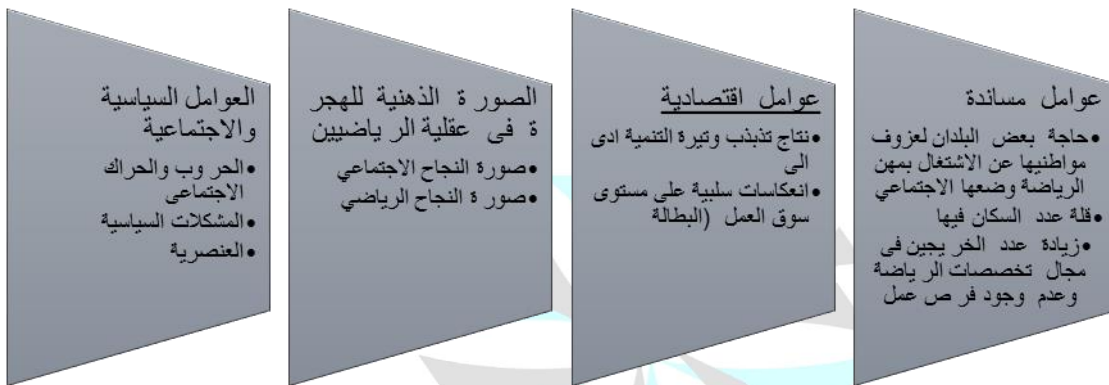 عوامل مساندة
•حاجة بعض البلدان لعزوف
مواطنيها عن الاشتغال بمهن
الرياضة وضعها الاجتماعي
•قلة عدد السكان فيها
•زيادة عدد الخر يجين فى
مجال تخصصات الر ياضة
وعدم وجود فر ص عمل
عوامل اقتصادية
•نتاج تذبذب وتيرة التنمية ادى
الى
•انعكاسات سلبية على مستوى
سوق العمل (البطالة
الصور ة الذهنية للهجر
ة فى عقلية الر ياضيين
•صورة النجاح الاجتماعي
•صور ة النجاح الرياضي
العوامل السياسية
والاجتماعية
•الحر وب والحراك
الاجتماعى
•المشكلات السياسية
•العنصرية